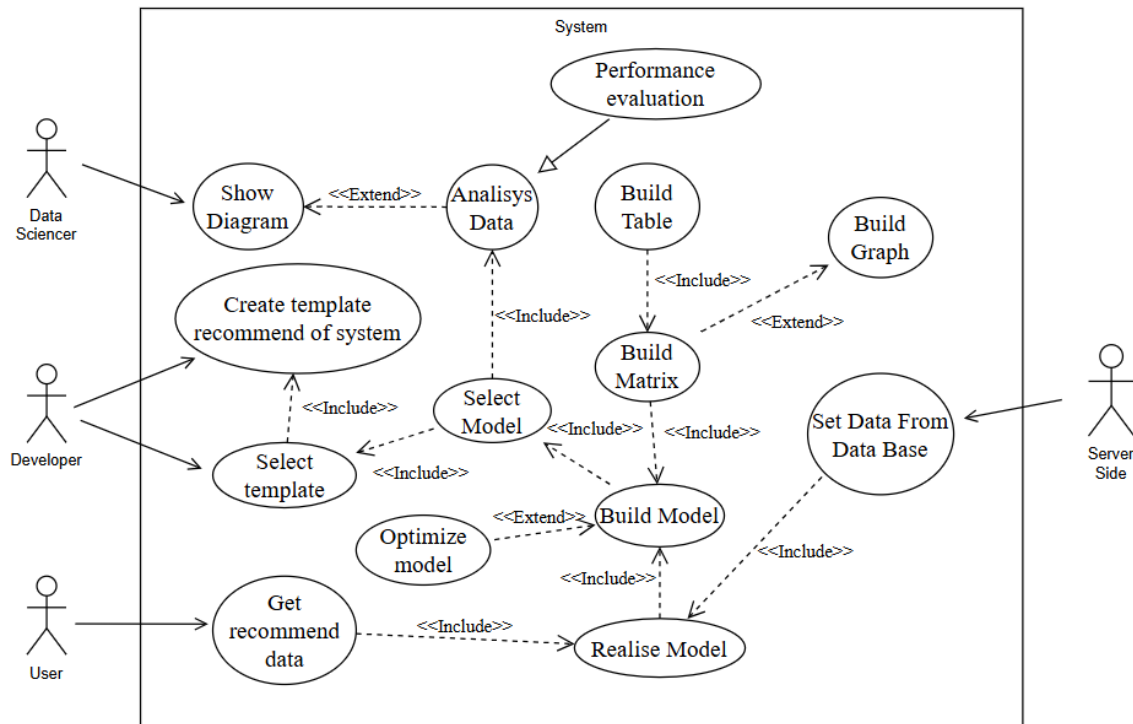 System
Performance
evaluation
Data
Sciencer
Show
Diagram
<<Extend>>
Analisys
Data
Build
Table
Build
Graph
<<Include>>
<<Extend>>
Create template
recommend of system
<<Include>>
Build
Matrix
Developer
<<Include>>
Select
Model
<<Include>>
<<Include>>
Set Data From
Data Base
Server
Side
Select
template
<<Include>>
Build Model
<<Extend>>
Optimize
model
<<Include>>
<<Include>>
User
Get
recommend
data
<<Include>>
Realise Model